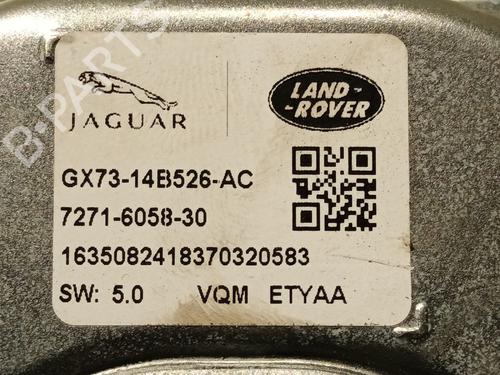 JAGUAR
LAND-
-ROVER
GX73-14B526-AC
7271-6058-30
1635082418370320583
SW: 5.0 VQM ETYAA
B-PARTS